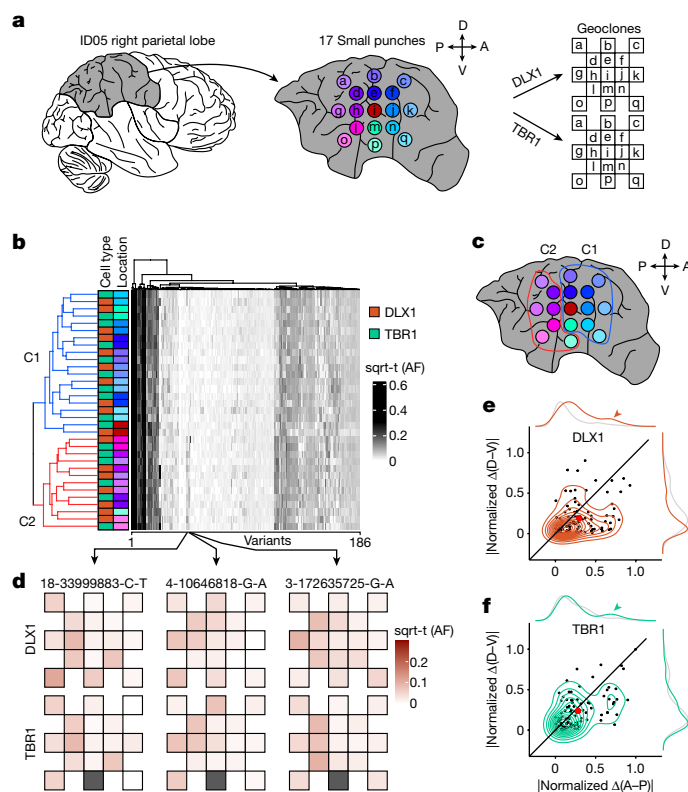 a
ID05 right parietal lobe
17 Small punches
D
P A
V
Geoclones
DLX1
TBR1
a b c
d e f
g h i j k
l m n
o p q
a b c
d e f
g h i j k
l m n
o p q
a b c
d e f
g h i j k
l m n
o p q
b
Cell type
Location
C1
C2
DLX1
TBR1
sqrt-t (AF)
0.6
0.4
0.2
0
1 Variants 186
c
C2 C1
D
P A
V
d
18-33999883-C-T 4-10646818-G-A 3-172635725-G-A
DLX1
TBR1
sqrt-t (AF)
0.2
0.1
0
e
DLX1
|Normalized Δ(D–V)|
1.0
0.5
0
0 0.5 1.0
f
TBR1
|Normalized Δ(D–V)|
1.0
0.5
0
0 0.5 1.0
|Normalized Δ(A–P)|